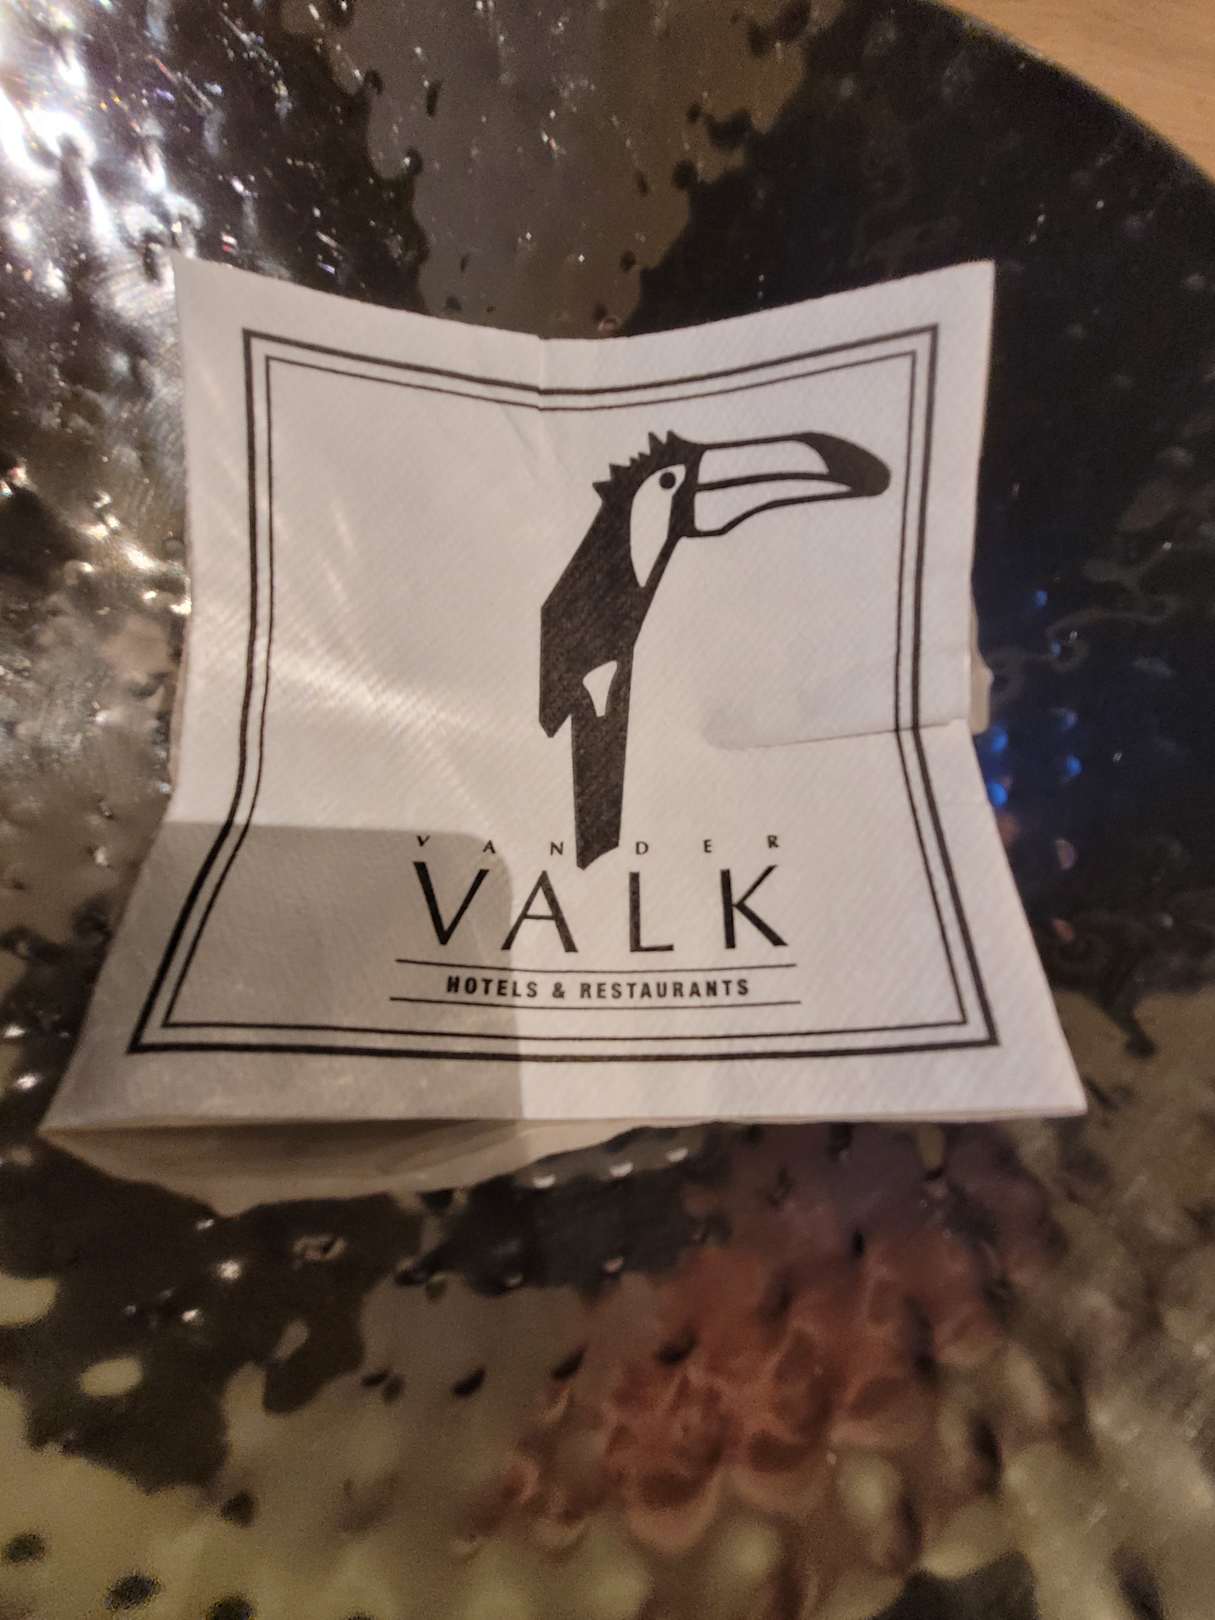 VAN DER
VALK
HOTELS & RESTAURANTS